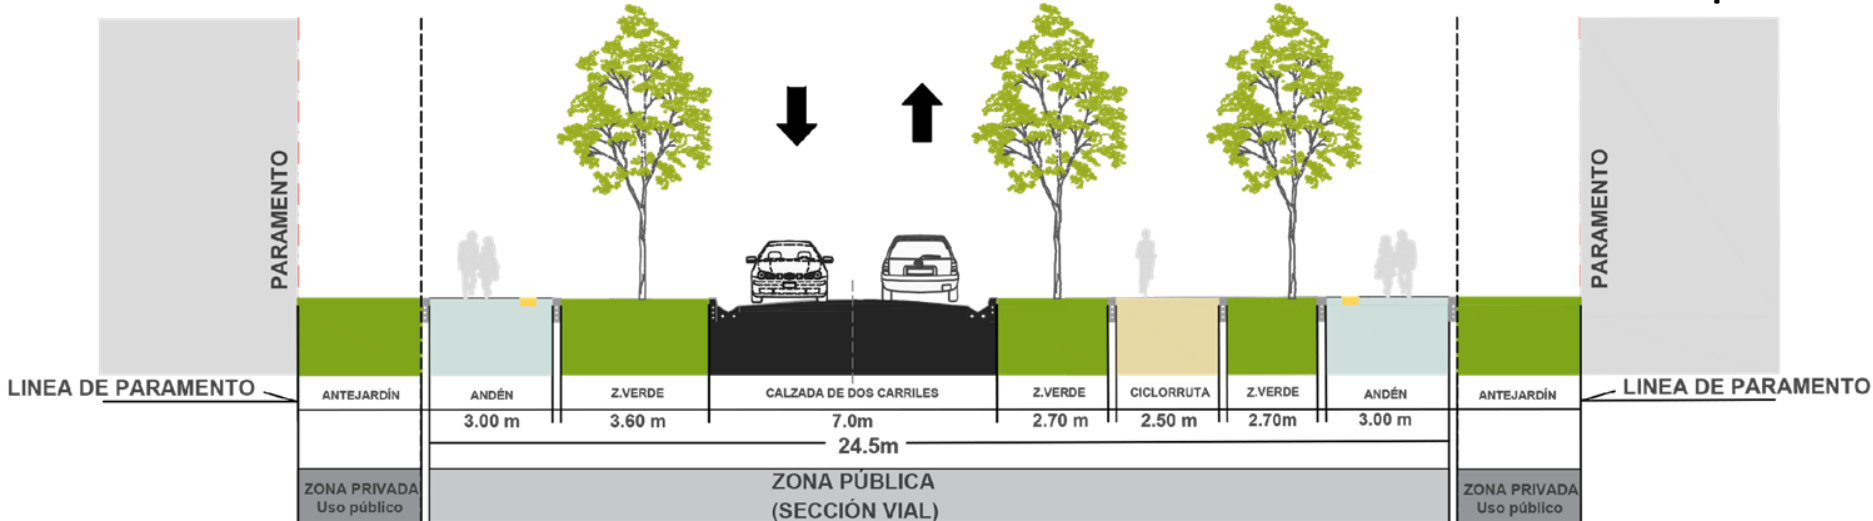 PARAMENTO
PARAMENTO
LINEA DE PARAMENTO
LINEA DE PARAMENTO
ANTEJARDÍN
ANDÉN
Z.VERDE
CALZADA DE DOS CARRILES
Z.VERDE
CICLORRUTA
Z.VERDE
ANDÉN
ANTEJARDÍN
3.00 m
3.60 m
7.0m
2.70 m
2.50 m
2.70m
3.00 m
24.5m
ZONA PRIVADA
Uso público
ZONA PÚBLICA
(SECCIÓN VIAL)
ZONA PRIVADA
Uso público